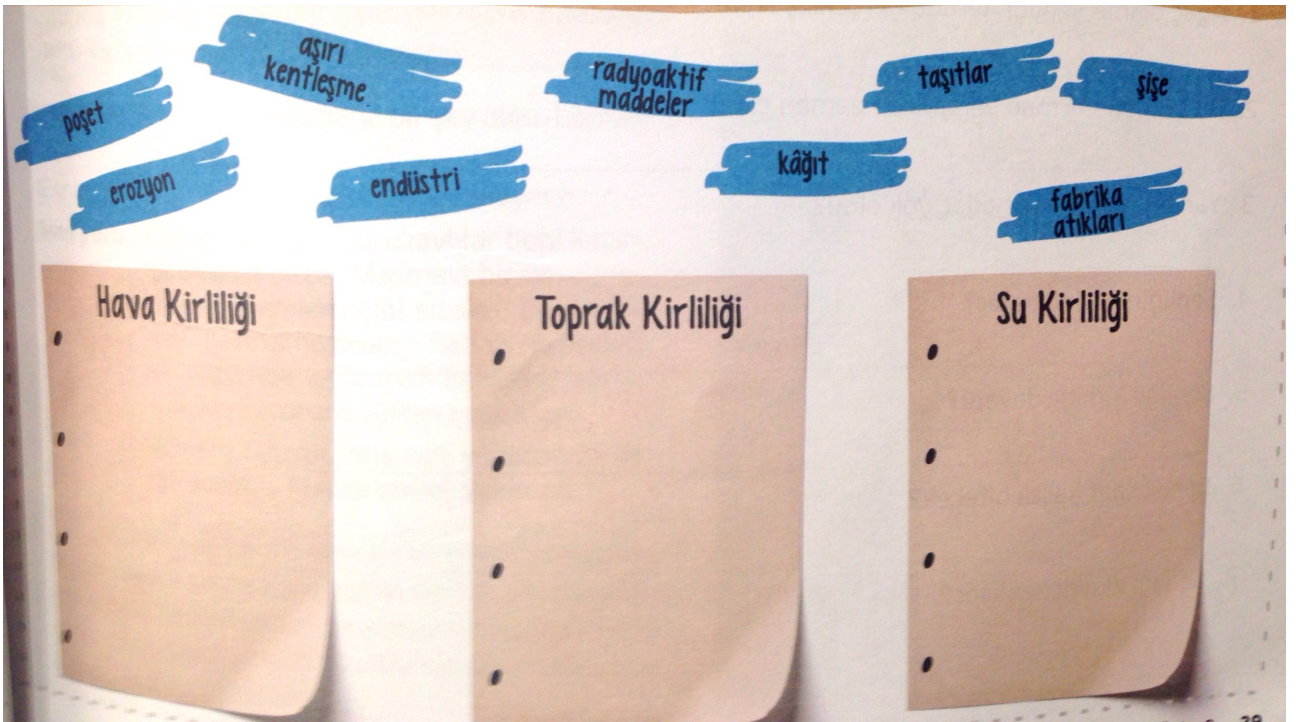 aşırı
kentleşme
radyoaktif
maddeler
taşıtlar
şişe
poşet
erozyon
endüstri
kâğıt
fabrika
atıkları
Hava Kirliliği
Toprak Kirliliği
Su Kirliliği